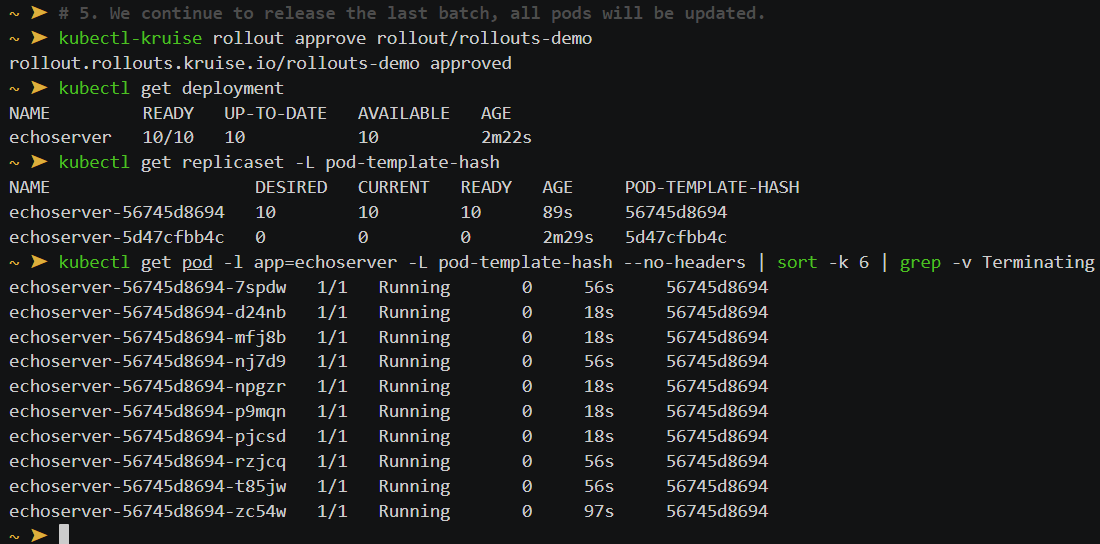 ~ ➤ # 5. We continue to release the last batch, all pods will be updated.
~ ➤ kubectl-kruise rollout approve rollout/rollouts-demo
rollout.rollouts.kruise.io/rollouts-demo approved
~ ➤ kubectl get deployment
NAME READY UP-TO-DATE AVAILABLE AGE
echoserver 10/10 10 10 2m22s
~ ➤ kubectl get replicaset -L pod-template-hash
NAME DESIRED CURRENT READY AGE POD-TEMPLATE-HASH
echoserver-56745d8694 10 10 10 89s 56745d8694
echoserver-5d47cfbb4c 0 0 0 2m29s 5d47cfbb4c
~ ➤ kubectl get pod -l app=echoserver -L pod-template-hash --no-headers | sort -k 6 | grep -v Terminating
echoserver-56745d8694-7spdw 1/1 Running 0 56s 56745d8694
echoserver-56745d8694-d24nb 1/1 Running 0 18s 56745d8694
echoserver-56745d8694-mfj8b 1/1 Running 0 18s 56745d8694
echoserver-56745d8694-nj7d9 1/1 Running 0 56s 56745d8694
echoserver-56745d8694-npgzr 1/1 Running 0 18s 56745d8694
echoserver-56745d8694-p9mqn 1/1 Running 0 18s 56745d8694
echoserver-56745d8694-pjcsd 1/1 Running 0 18s 56745d8694
echoserver-56745d8694-rzjcq 1/1 Running 0 56s 56745d8694
echoserver-56745d8694-t85jw 1/1 Running 0 56s 56745d8694
echoserver-56745d8694-zc54w 1/1 Running 0 97s 56745d8694
~ ➤